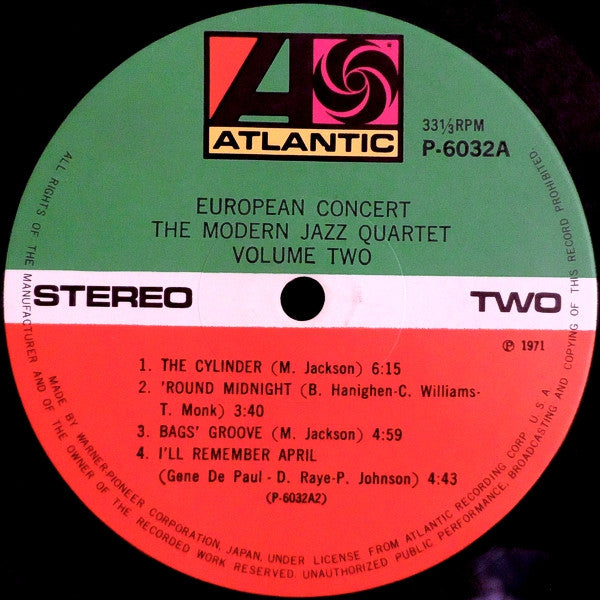 ATLANTIC
33⅓RPM
P-6032A
EUROPEAN CONCERT
THE MODERN JAZZ QUARTET
VOLUME TWO
STEREO
TWO
℗ 1971
1. THE CYLINDER (M. Jackson) 6:15
2. 'ROUND MIDNIGHT (B. Hanighen-C. Williams-
T. Monk) 3:40
3. BAGS' GROOVE (M. Jackson) 4:59
4. I'LL REMEMBER APRIL
(Gene De Paul - D. Raye-P. Johnson) 4:43
(P-6032A2)
MADE BY WARNER-PIONEER CORPORATION, JAPAN, UNDER LICENSE FROM ATLANTIC RECORDING CORP. U.S.A
ALL RIGHTS OF THE MANUFACTURER AND OF THE OWNER OF THE RECORDED WORK RESERVED. UNAUTHORIZED PUBLIC PERFORMANCE, BROADCASTING AND COPYING OF THIS RECORD PROHIBITED.